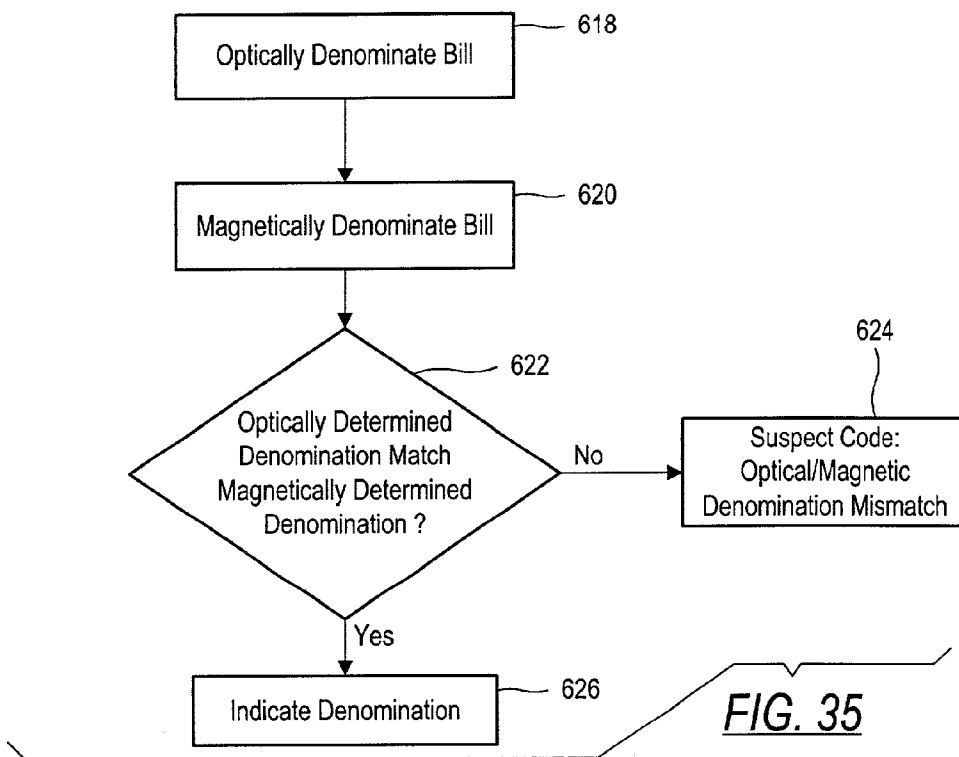 Optically Denominate Bill
618
Magnetically Denominate Bill
620
622
Optically Determined
Denomination Match
Magnetically Determined
Denomination ?
No
624
Suspect Code:
Optical/Magnetic
Denomination Mismatch
Yes
Indicate Denomination
626
FIG. 35